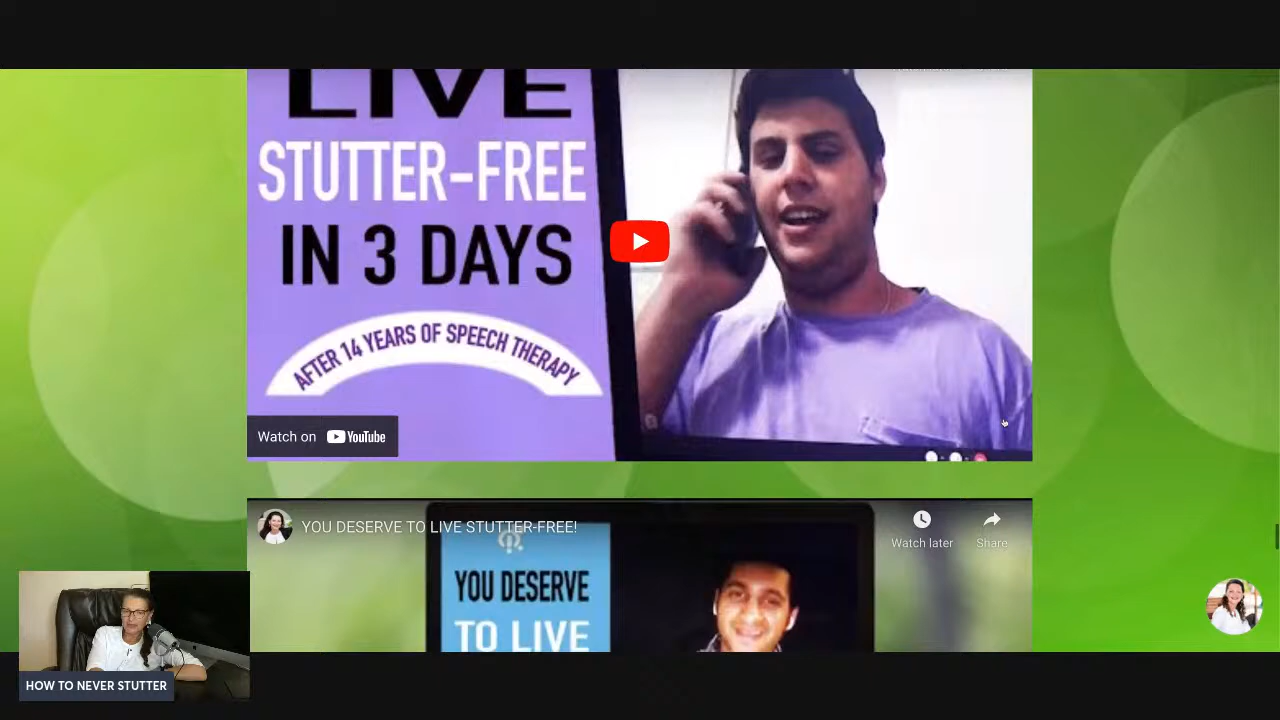 LIVE
STUTTER-FREE
IN 3 DAYS
AFTER 14 YEARS OF SPEECH THERAPY
Watch on YouTube
YOU DESERVE TO LIVE STUTTER-FREE!
Watch later
Share
YOU DESERVE
TO LIVE
HOW TO NEVER STUTTER